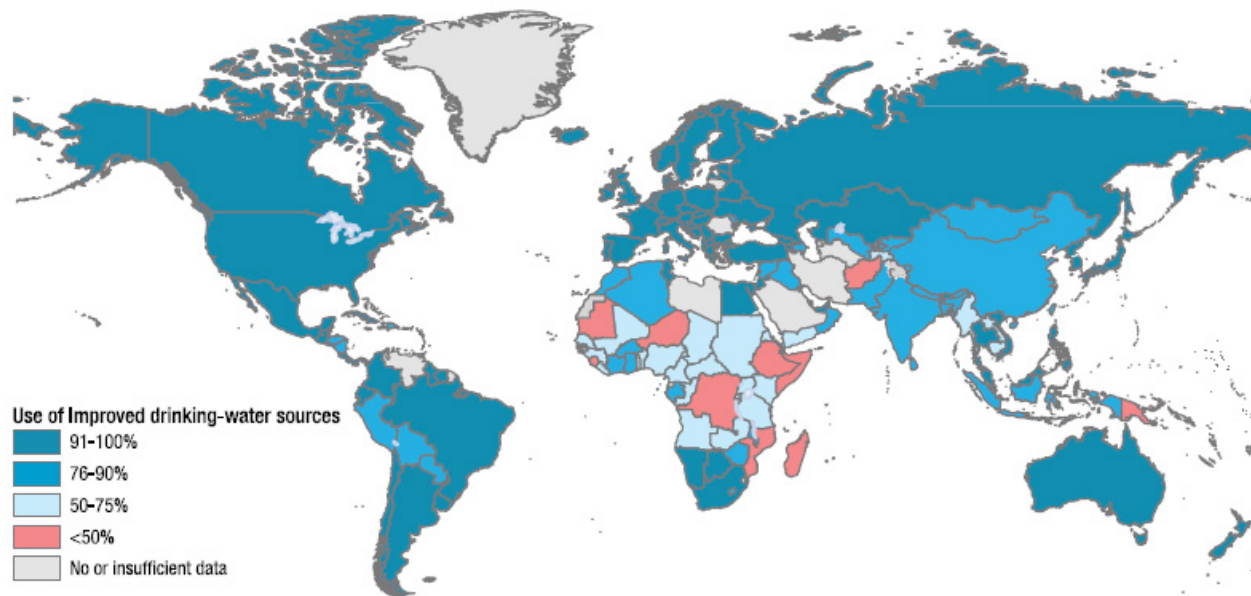 Use of Improved drinking-water sources
91-100%
76-90%
50-75%
<50%
No or insufficient data